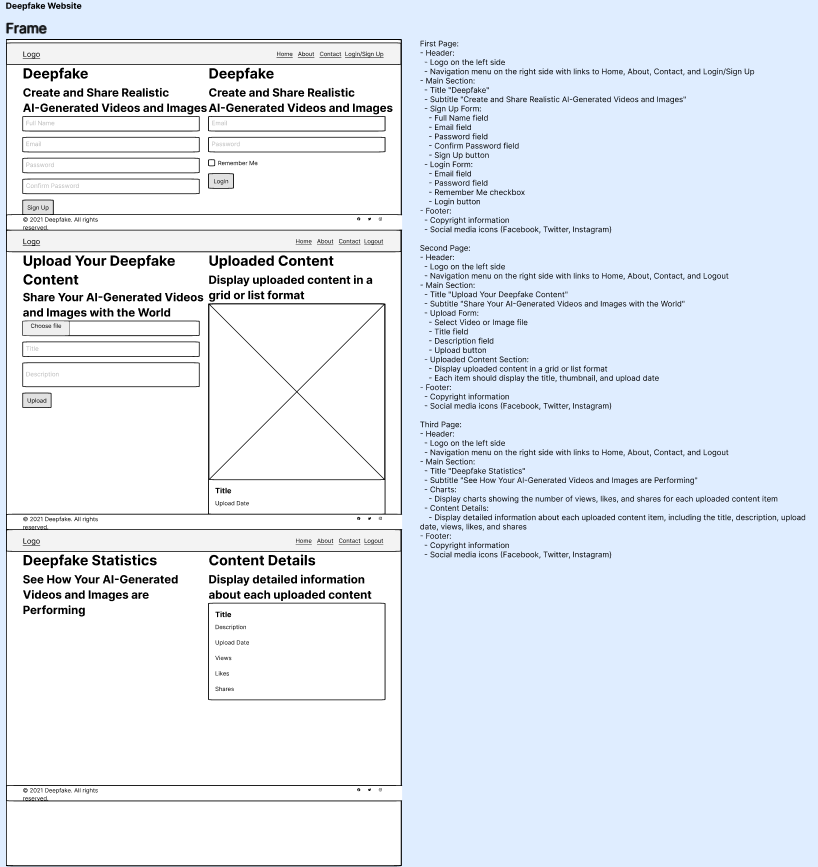 Deepfake Website
Frame
Logo
Home About Contact Login/Sign Up
Deepfake
Create and Share Realistic
AI-Generated Videos and Images
Full Name
Email
Password
Confirm Password
Sign Up
Deepfake
Create and Share Realistic
AI-Generated Videos and Images
Email
Password
Remember Me
Login
© 2021 Deepfake. All rights
reserved.
Logo
Home About Contact Logout
Upload Your Deepfake
Content
Share Your AI-Generated Videos
and Images with the World
Choose file
Title
Description
Upload
Uploaded Content
Display uploaded content in a
grid or list format
Title
Upload Date
© 2021 Deepfake. All rights
reserved.
Logo
Home About Contact Logout
Deepfake Statistics
See How Your AI-Generated
Videos and Images are
Performing
Content Details
Display detailed information
about each uploaded content
Title
Description
Upload Date
Views
Likes
Shares
© 2021 Deepfake. All rights
reserved.
First Page:
- Header:
- Logo on the left side
- Navigation menu on the right side with links to Home, About, Contact, and Login/Sign Up
- Main Section:
- Title "Deepfake"
- Subtitle "Create and Share Realistic AI-Generated Videos and Images"
- Sign Up Form:
- Full Name field
- Email field
- Password field
- Confirm Password field
- Sign Up button
- Login Form:
- Email field
- Password field
- Remember Me checkbox
- Login button
- Footer:
- Copyright information
- Social media icons (Facebook, Twitter, Instagram)
Second Page:
- Header:
- Logo on the left side
- Navigation menu on the right side with links to Home, About, Contact, and Logout
- Main Section:
- Title "Upload Your Deepfake Content"
- Subtitle "Share Your AI-Generated Videos and Images with the World"
- Upload Form:
- Select Video or Image file
- Title field
- Description field
- Upload button
- Uploaded Content Section:
- Display uploaded content in a grid or list format
- Each item should display the title, thumbnail, and upload date
- Footer:
- Copyright information
- Social media icons (Facebook, Twitter, Instagram)
Third Page:
- Header:
- Logo on the left side
- Navigation menu on the right side with links to Home, About, Contact, and Logout
- Main Section:
- Title "Deepfake Statistics"
- Subtitle "See How Your AI-Generated Videos and Images are Performing"
- Charts:
- Display charts showing the number of views, likes, and shares for each uploaded content item
- Content Details:
- Display detailed information about each uploaded content item, including the title, description, upload
date, views, likes, and shares
- Footer:
- Copyright information
- Social media icons (Facebook, Twitter, Instagram)